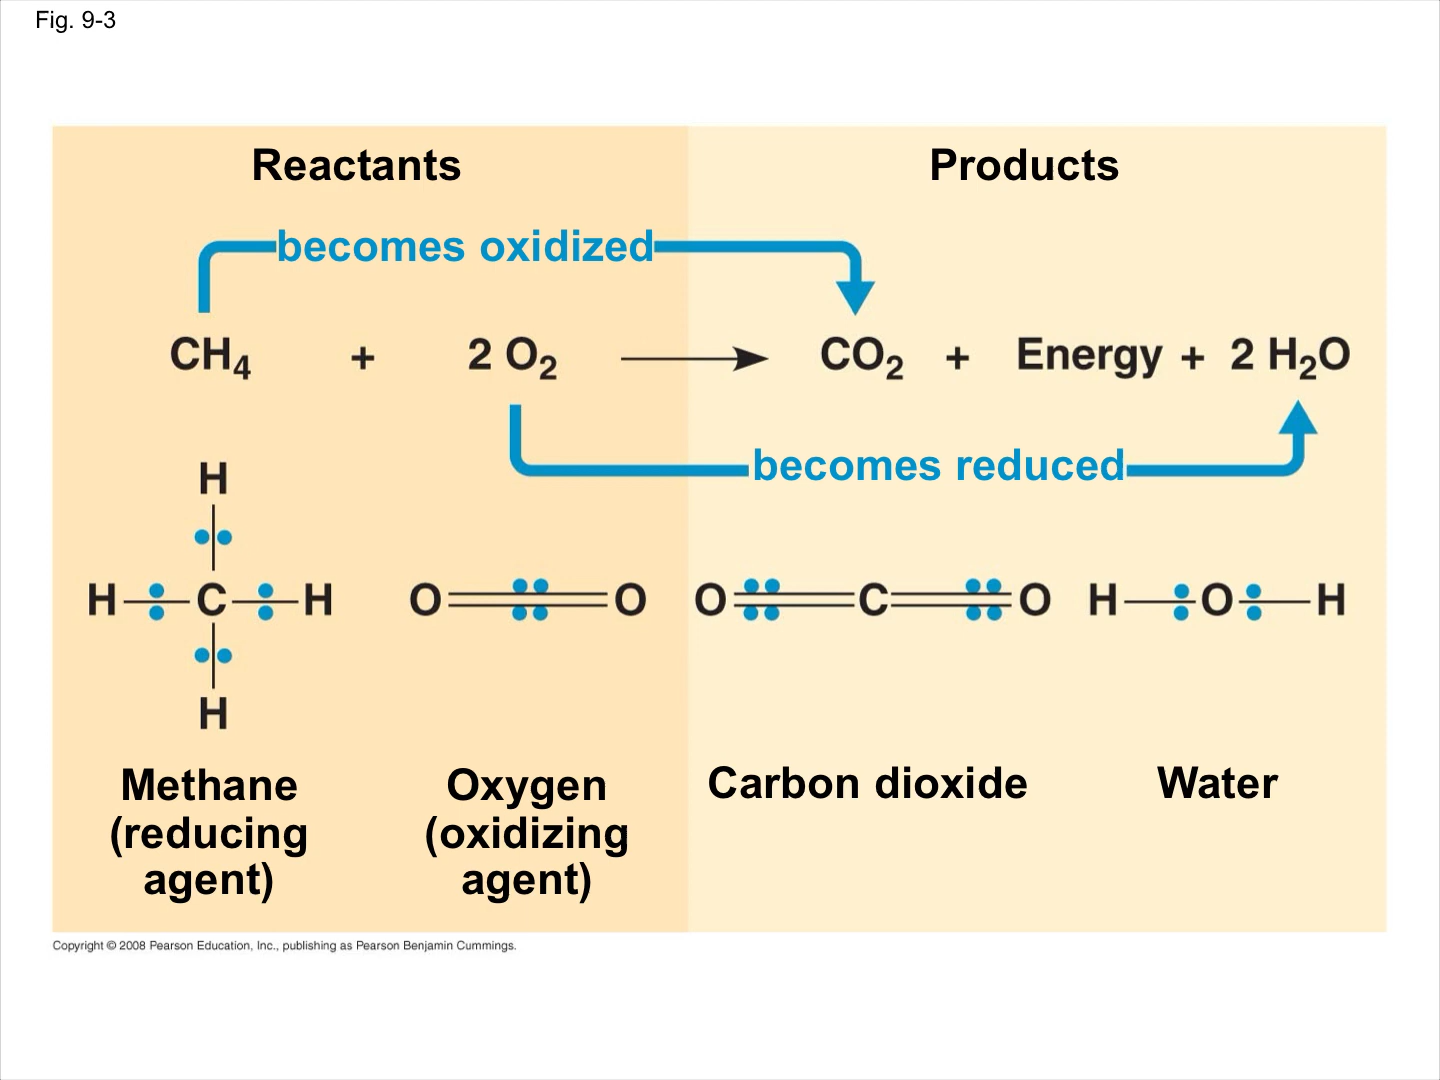 Fig. 9-3
Reactants
Products
becomes oxidized
CH₄ + 2 O₂ → CO₂ + Energy + 2 H₂O
becomes reduced
H
H C H O O O C O H O H
H
Methane
(reducing
agent)
Oxygen
(oxidizing
agent)
Carbon dioxide
Water
Copyright © 2008 Pearson Education, Inc., publishing as Pearson Benjamin Cummings.